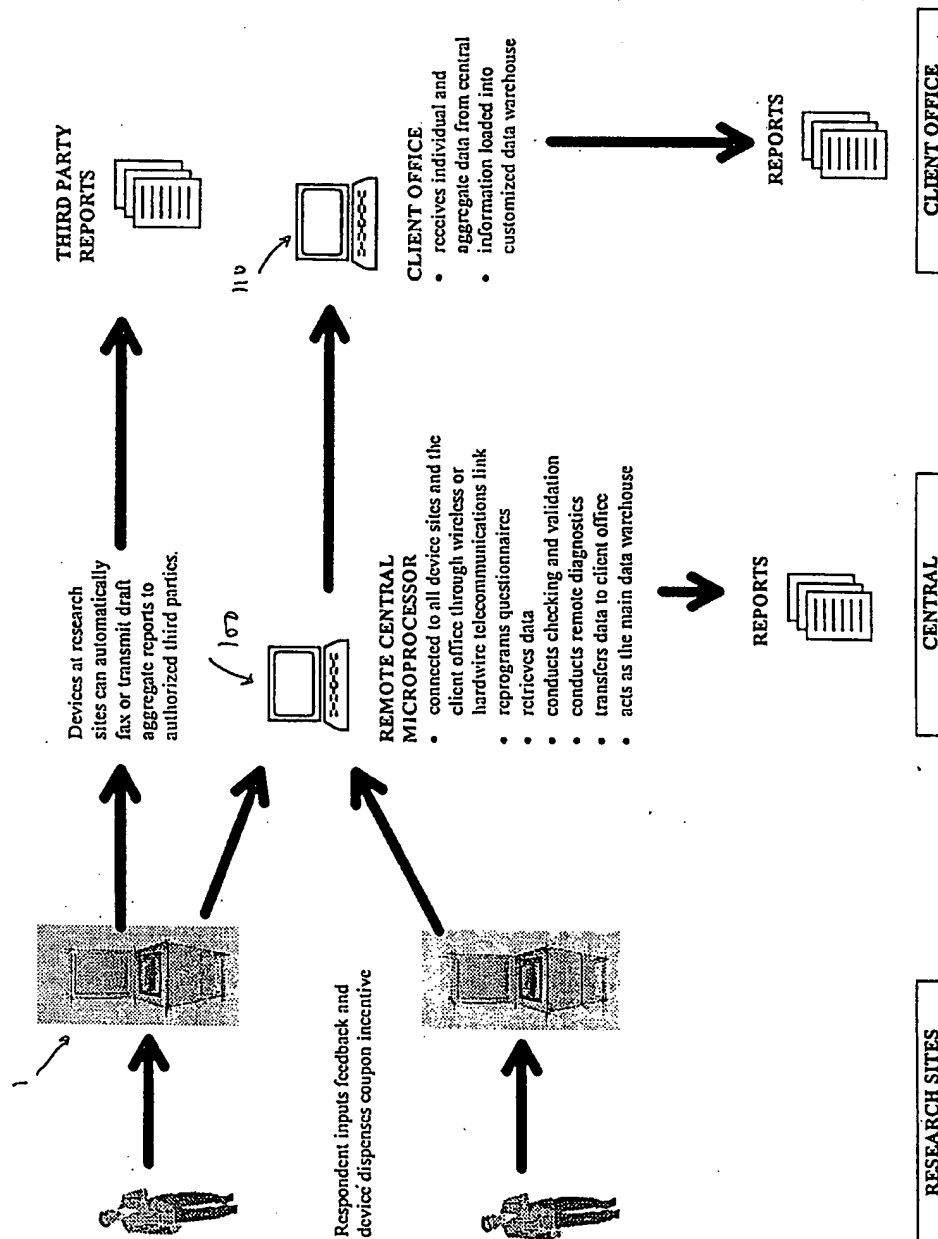 1
Respondent inputs feedback and
device dispenses coupon incentive
Devices at research
sites can automatically
fax or transmit draft
aggregate reports to
authorized third parties.
THIRD PARTY
REPORTS
100
REMOTE CENTRAL
MICROPROCESSOR
• connected to all device sites and the
client office through wireless or
hardwire telecommunications link
• reprograms questionnaires
• retrieves data
• conducts checking and validation
• conducts remote diagnostics
• transfers data to client office
• acts as the main data warhouse
110
CLIENT OFFICE
• receives individual and
aggregate data from central
• information loaded into
customized data warehouse
REPORTS
REPORTS
RESEARCH SITES
CENTRAL
CLIENT OFFICE